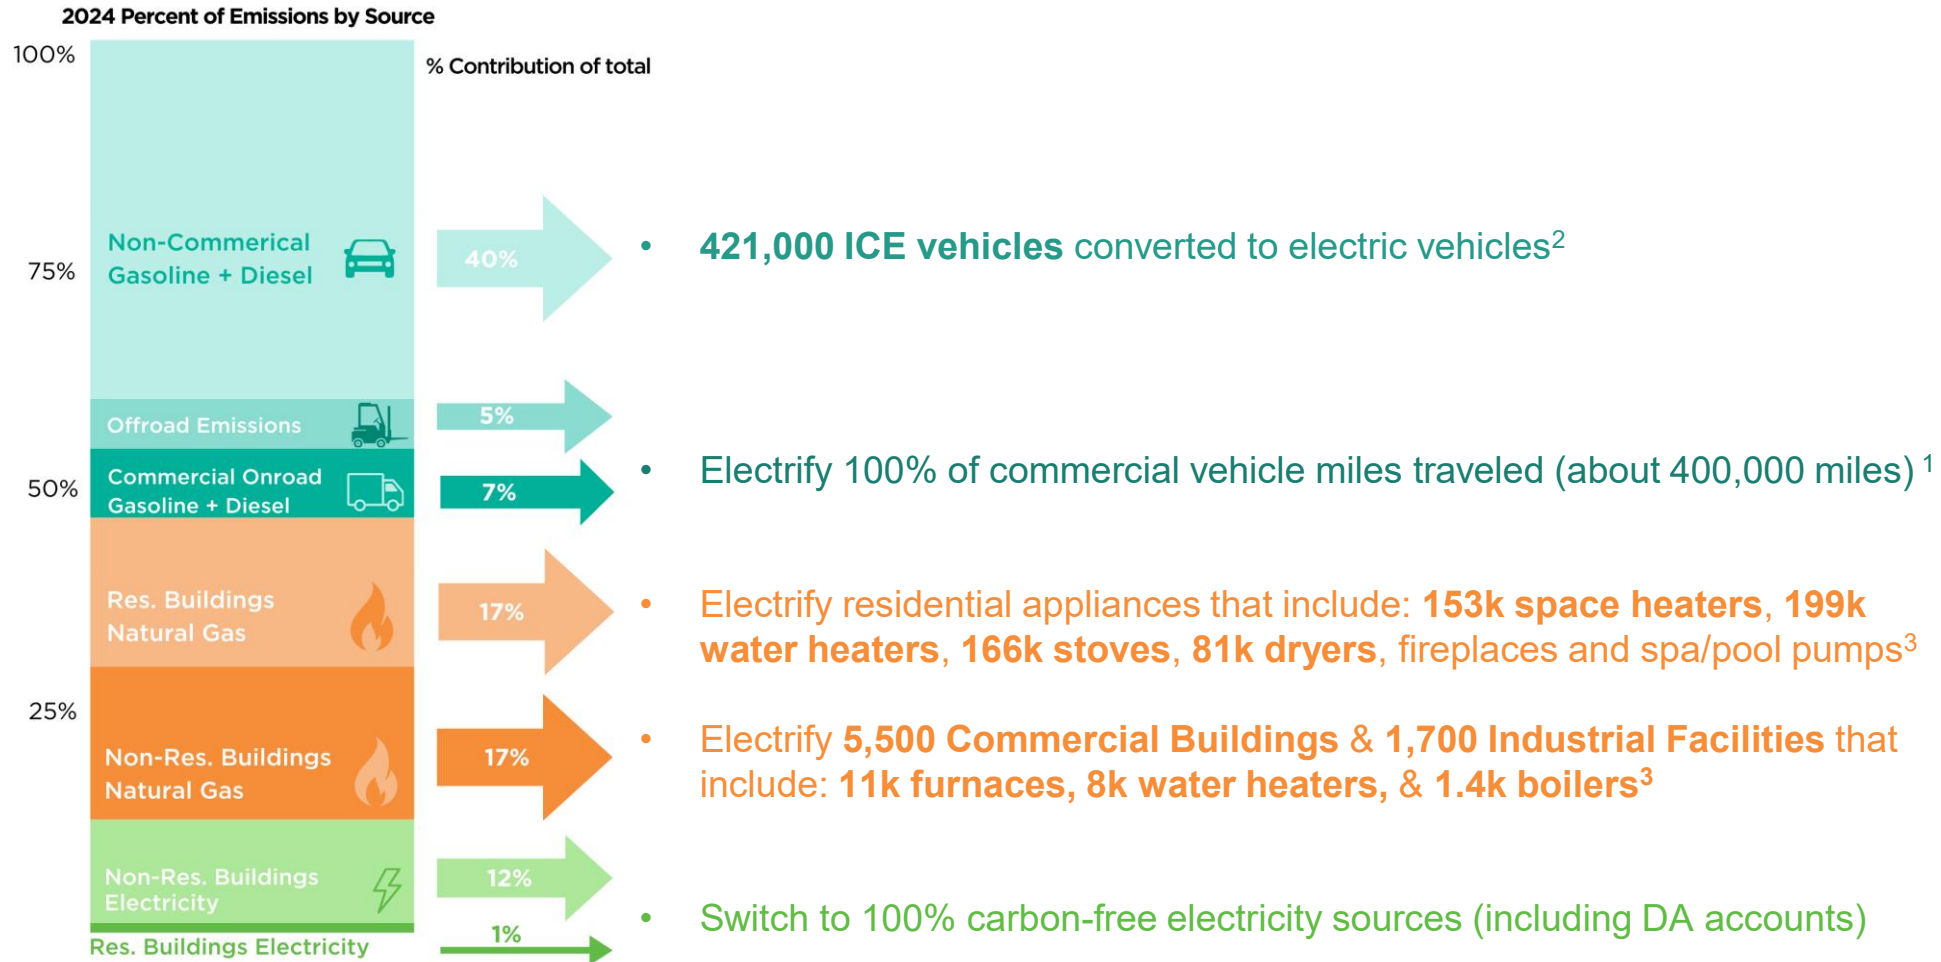 2024 Percent of Emissions by Source
% Contribution of total
100%
75%
50%
25%
Non-Commerical
Gasoline + Diesel
40%
• 421,000 ICE vehicles converted to electric vehicles²
Offroad Emissions
5%
Commercial Onroad
Gasoline + Diesel
7%
• Electrify 100% of commercial vehicle miles traveled (about 400,000 miles) ¹
Res. Buildings
Natural Gas
17%
• Electrify residential appliances that include: 153k space heaters, 199k
water heaters, 166k stoves, 81k dryers, fireplaces and spa/pool pumps³
Non-Res. Buildings
Natural Gas
17%
• Electrify 5,500 Commercial Buildings & 1,700 Industrial Facilities that
include: 11k furnaces, 8k water heaters, & 1.4k boilers³
Non-Res. Buildings
Electricity
12%
Res. Buildings Electricity
1%
• Switch to 100% carbon-free electricity sources (including DA accounts)